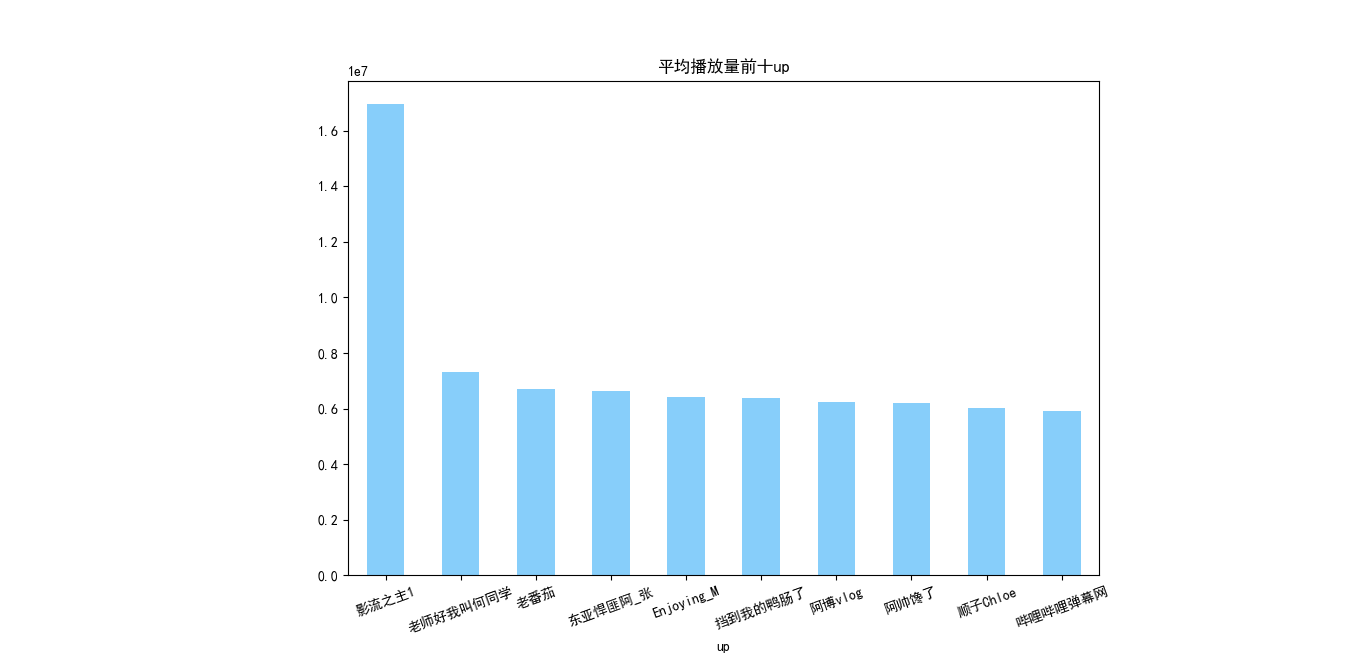 平均播放量前十up
1e7
1.6
1.4
1.2
1.0
0.8
0.6
0.4
0.2
0.0
影流之主1
老师好我叫何同学
老番茄
东亚悍匪阿_张
Enjoying_M
挡到我的鸭肠了
阿博vlog
阿帅馋了
顺子Chloe
哔哩哔哩弹幕网
up